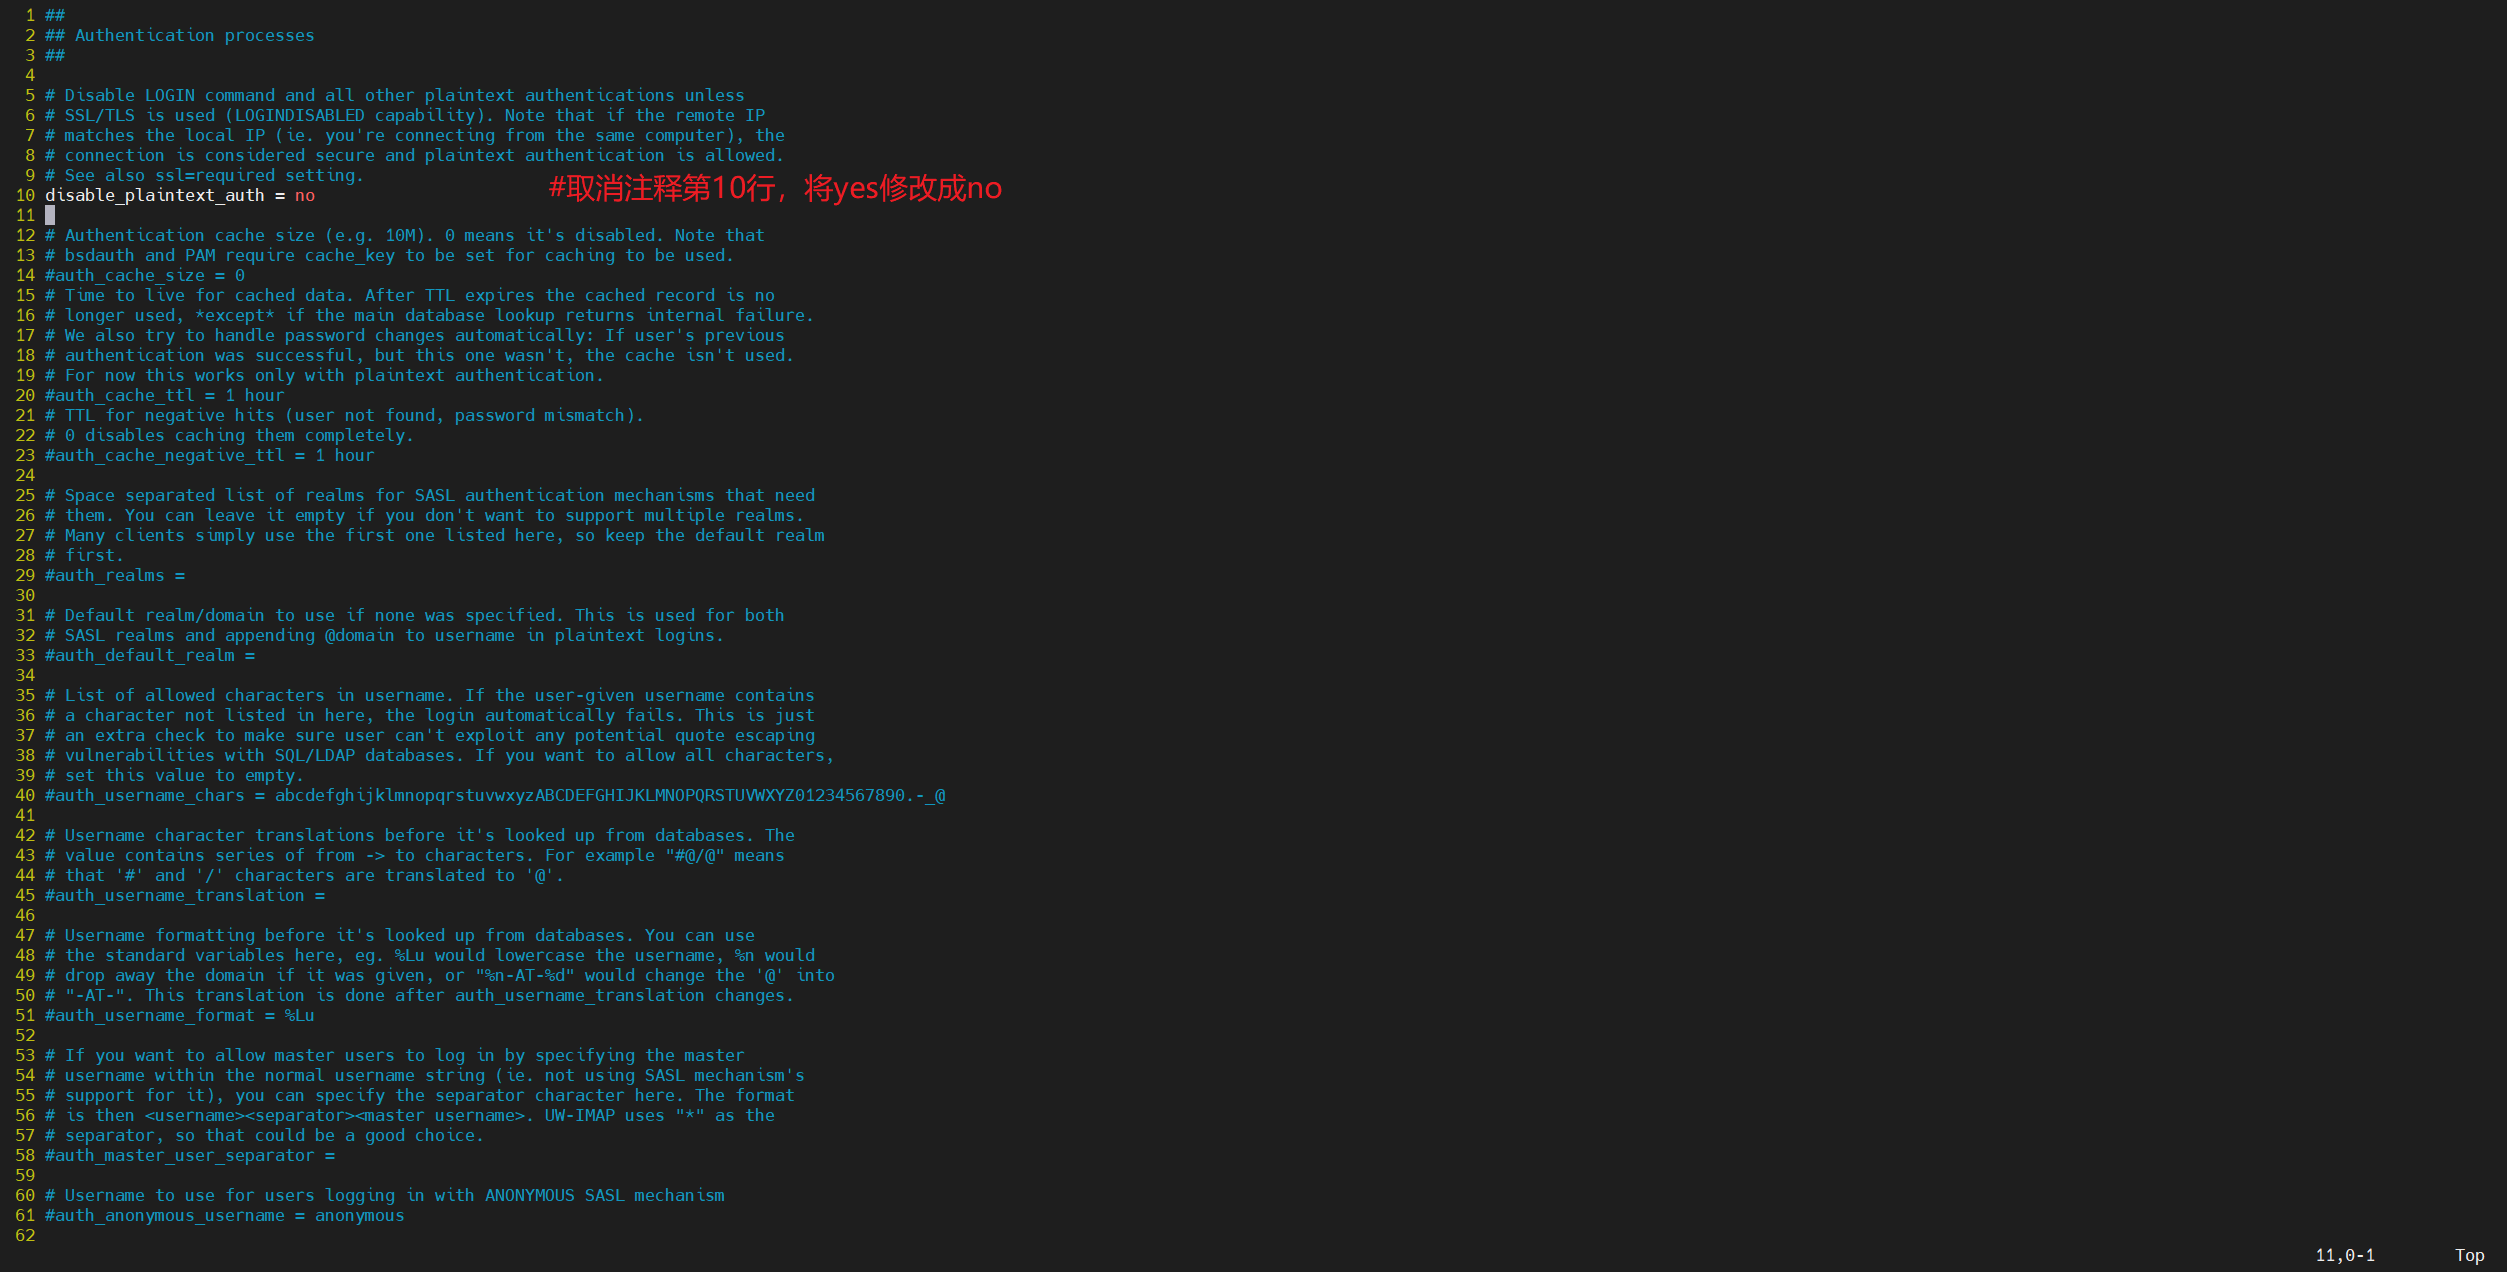 1 ##
2 ## Authentication processes
3 ##
4
5 # Disable LOGIN command and all other plaintext authentications unless
6 # SSL/TLS is used (LOGINDISABLED capability). Note that if the remote IP
7 # matches the local IP (ie. you're connecting from the same computer), the
8 # connection is considered secure and plaintext authentication is allowed.
9 # See also ssl=required setting.
10 disable_plaintext_auth = no #取消注释第10行，将yes修改成no
11
12 # Authentication cache size (e.g. 10M). 0 means it's disabled. Note that
13 # bsdauth and PAM require cache_key to be set for caching to be used.
14 #auth_cache_size = 0
15 # Time to live for cached data. After TTL expires the cached record is no
16 # longer used, *except* if the main database lookup returns internal failure.
17 # We also try to handle password changes automatically: If user's previous
18 # authentication was successful, but this one wasn't, the cache isn't used.
19 # For now this works only with plaintext authentication.
20 #auth_cache_ttl = 1 hour
21 # TTL for negative hits (user not found, password mismatch).
22 # 0 disables caching them completely.
23 #auth_cache_negative_ttl = 1 hour
24
25 # Space separated list of realms for SASL authentication mechanisms that need
26 # them. You can leave it empty if you don't want to support multiple realms.
27 # Many clients simply use the first one listed here, so keep the default realm
28 # first.
29 #auth_realms =
30
31 # Default realm/domain to use if none was specified. This is used for both
32 # SASL realms and appending @domain to username in plaintext logins.
33 #auth_default_realm =
34
35 # List of allowed characters in username. If the user-given username contains
36 # a character not listed in here, the login automatically fails. This is just
37 # an extra check to make sure user can't exploit any potential quote escaping
38 # vulnerabilities with SQL/LDAP databases. If you want to allow all characters,
39 # set this value to empty.
40 #auth_username_chars = abcdefghijklmnopqrstuvwxyzABCDEFGHIJKLMNOPQRSTUVWXYZ01234567890.-_@
41
42 # Username character translations before it's looked up from databases. The
43 # value contains series of from -> to characters. For example "#@/@" means
44 # that '#' and '/' characters are translated to '@'.
45 #auth_username_translation =
46
47 # Username formatting before it's looked up from databases. You can use
48 # the standard variables here, eg. %Lu would lowercase the username, %n would
49 # drop away the domain if it was given, or "%n-AT-%d" would change the '@' into
50 # "-AT-". This translation is done after auth_username_translation changes.
51 #auth_username_format = %Lu
52
53 # If you want to allow master users to log in by specifying the master
54 # username within the normal username string (ie. not using SASL mechanism's
55 # support for it), you can specify the separator character here. The format
56 # is then <username><separator><master username>. UW-IMAP uses "*" as the
57 # separator, so that could be a good choice.
58 #auth_master_user_separator =
59
60 # Username to use for users logging in with ANONYMOUS SASL mechanism
61 #auth_anonymous_username = anonymous
62
11,0-1 Top